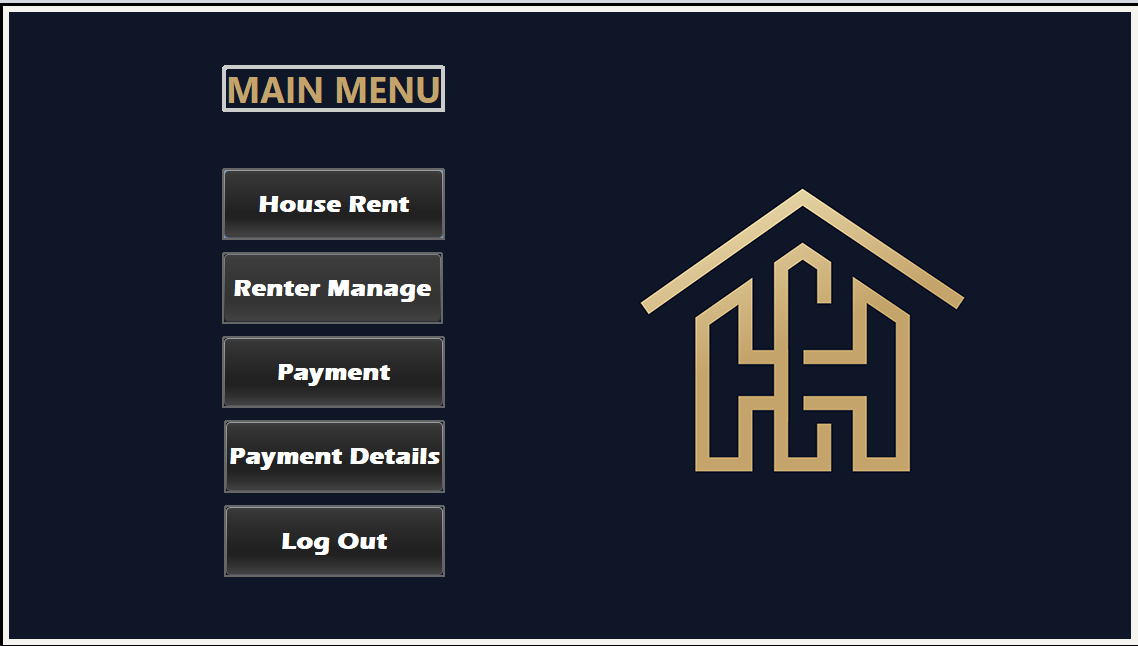 MAIN MENU
House Rent
Renter Manage
Payment
Payment Details
Log Out